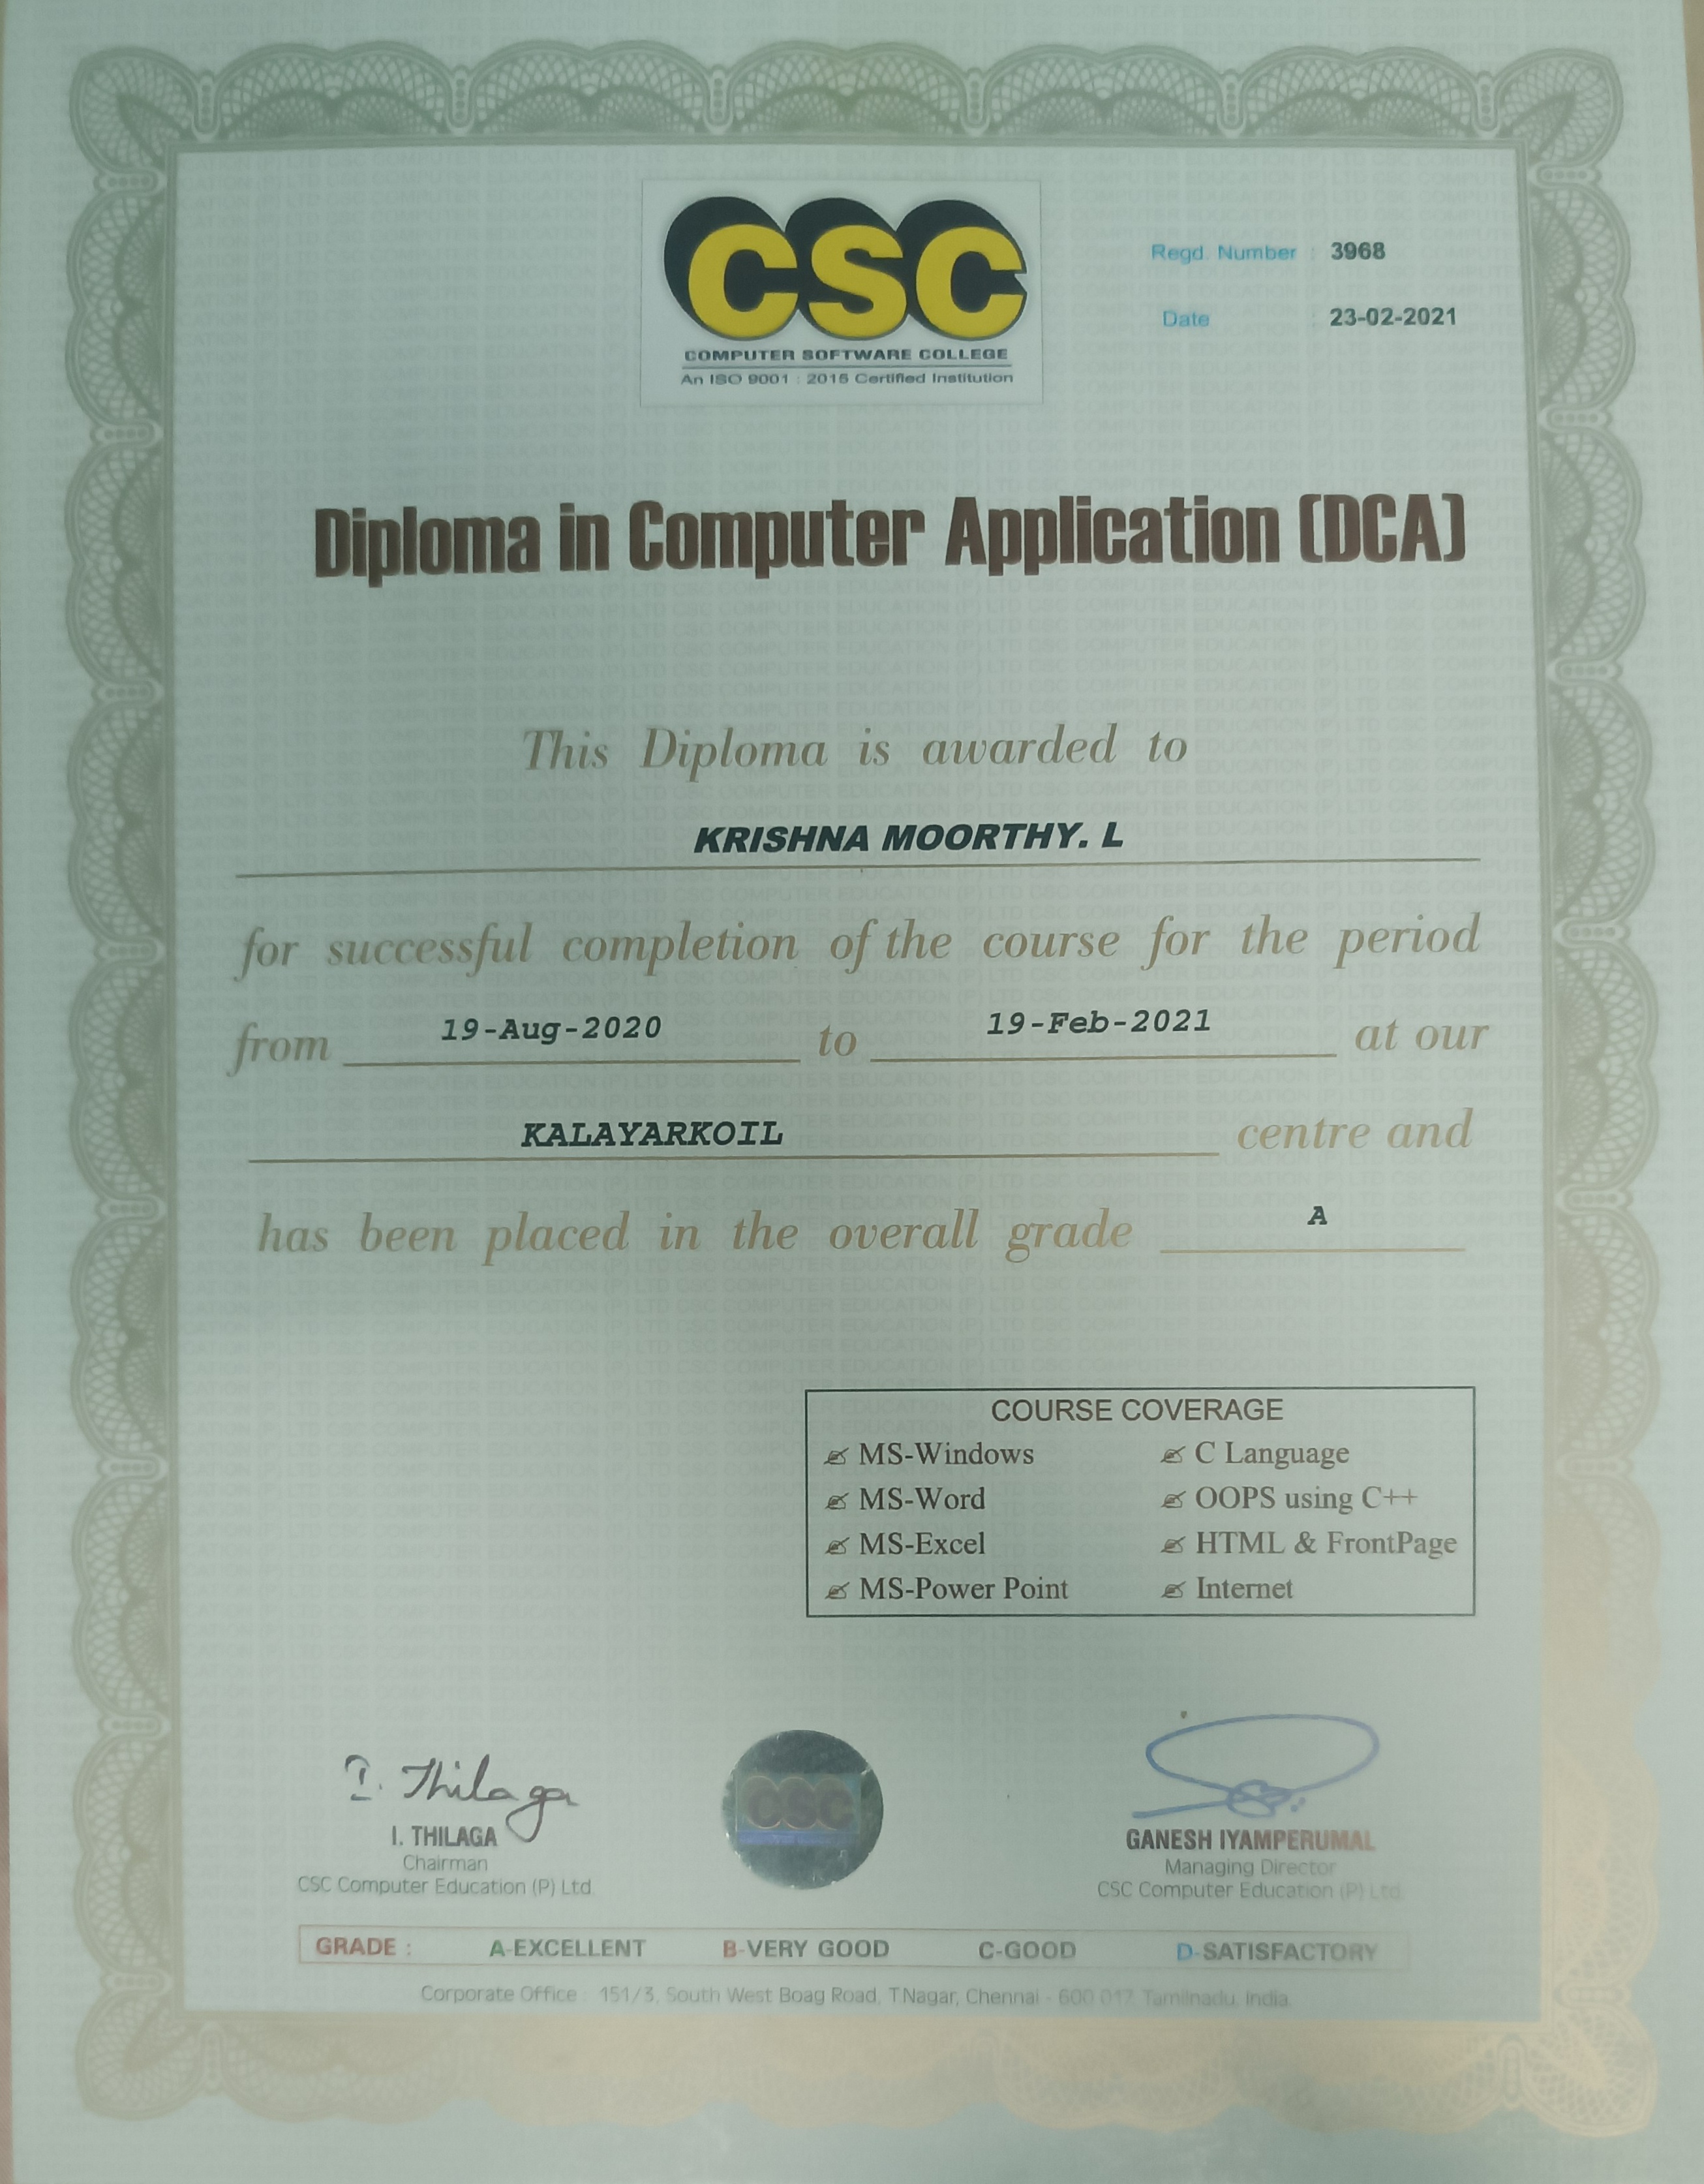 CSC
COMPUTER SOFTWARE COLLEGE
An ISO 9001 : 2015 Certified Institution
Regd. Number : 3968
Date : 23-02-2021
Diploma in Computer Application (DCA)
This Diploma is awarded to
KRISHNA MOORTHY. L
for successful completion of the course for the period
from 19-Aug-2020 to 19-Feb-2021 at our
KALAYARKOIL centre and
has been placed in the overall grade A
COURSE COVERAGE
MS-Windows
MS-Word
MS-Excel
MS-Power Point
C Language
OOPS using C++
HTML & FrontPage
Internet
I. Thilaga
I. THILAGA
Chairman
CSC Computer Education (P) Ltd.
CSC
GANESH IYAMPERUMAL
Managing Director
CSC Computer Education (P) Ltd.
GRADE : A-EXCELLENT B-VERY GOOD C-GOOD D-SATISFACTORY
Corporate Office : 151/3, South West Boag Road, T.Nagar, Chennai - 600 017, Tamilnadu, India.